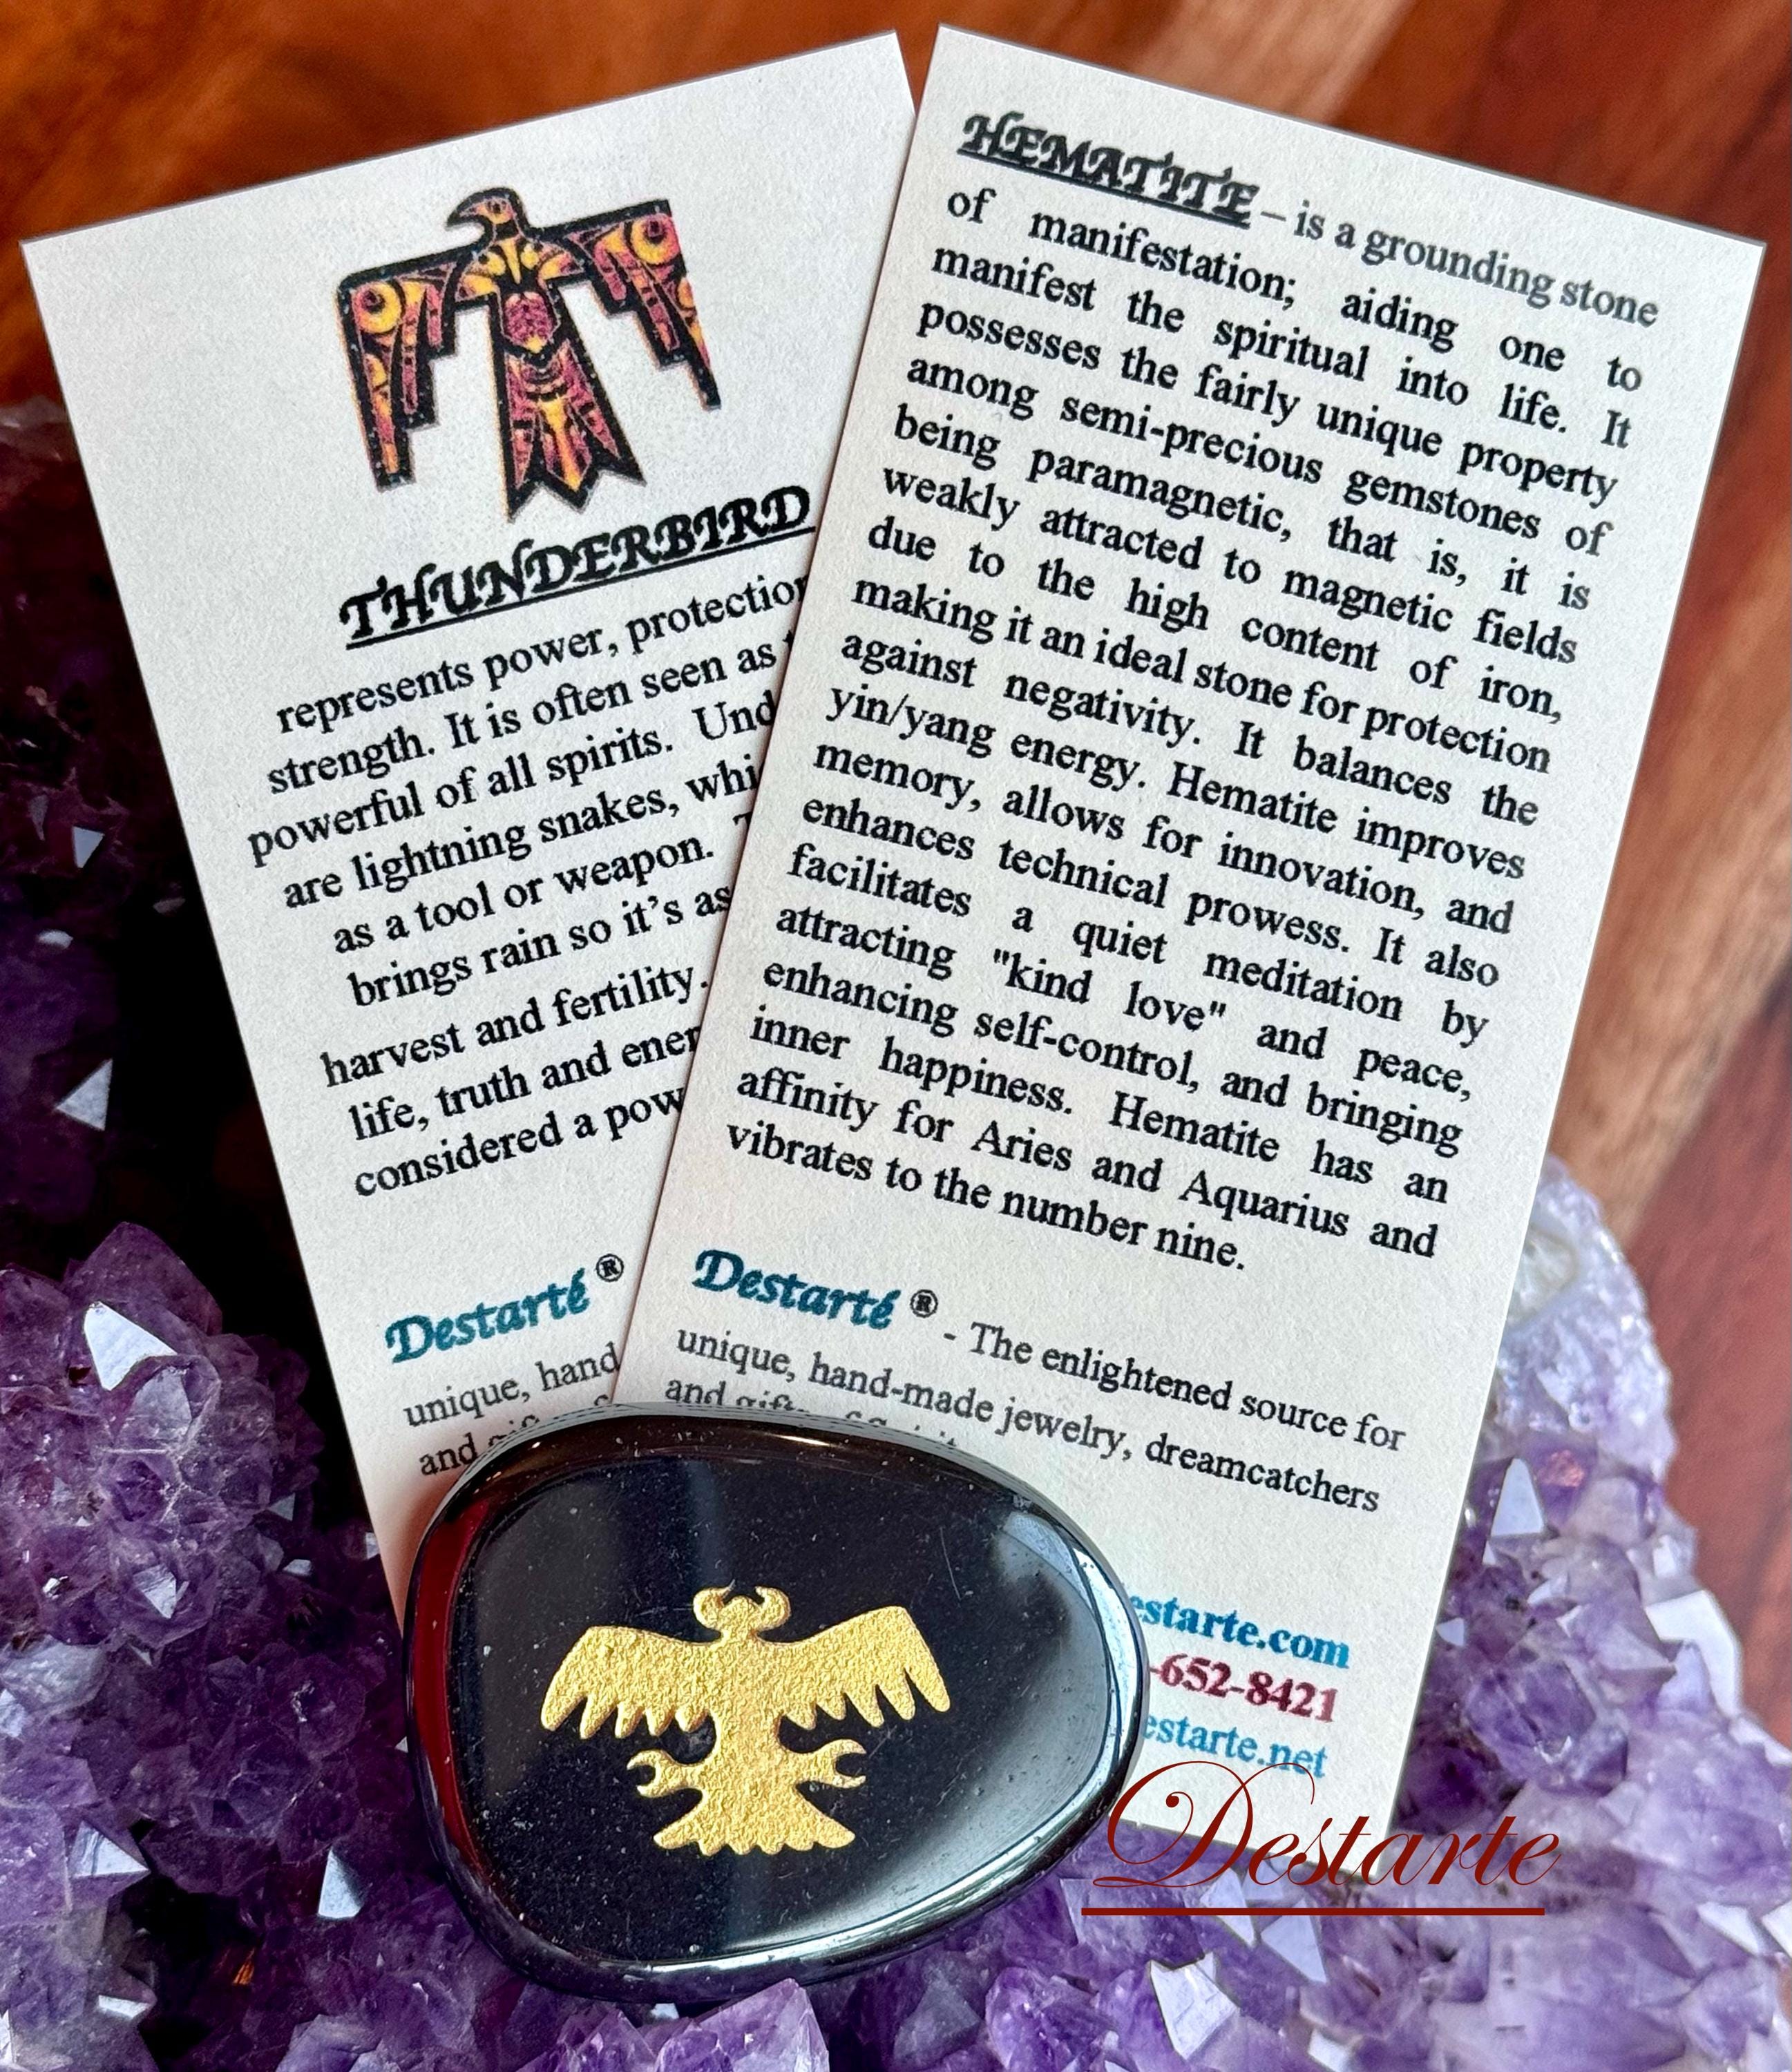 THUNDERBIRD
represents power, protection
strength. It is often seen as
powerful of all spirits. Und
are lightning snakes, whi
as a tool or weapon.
brings rain so it's as
harvest and fertility.
life, truth and ener
considered a pow
Destarté ®
unique, hand
and
HEMATITE – is a grounding stone
of manifestation; aiding one to
manifest the spiritual into life. It
possesses the fairly unique property
among semi-precious gemstones of
being paramagnetic, that is, it is
weakly attracted to magnetic fields
due to the high content of iron,
making it an ideal stone for protection
against negativity. It balances the
yin/yang energy. Hematite improves
memory, allows for innovation, and
enhances technical prowess. It also
facilitates a quiet meditation by
attracting "kind love" and peace,
enhancing self-control, and bringing
inner happiness. Hematite has an
affinity for Aries and Aquarius and
vibrates to the number nine.
Destarté ® - The enlightened source for
unique, hand-made jewelry, dreamcatchers
and gifts of Spirit
estarte.com
-652-8421
estarte.net
Destarte